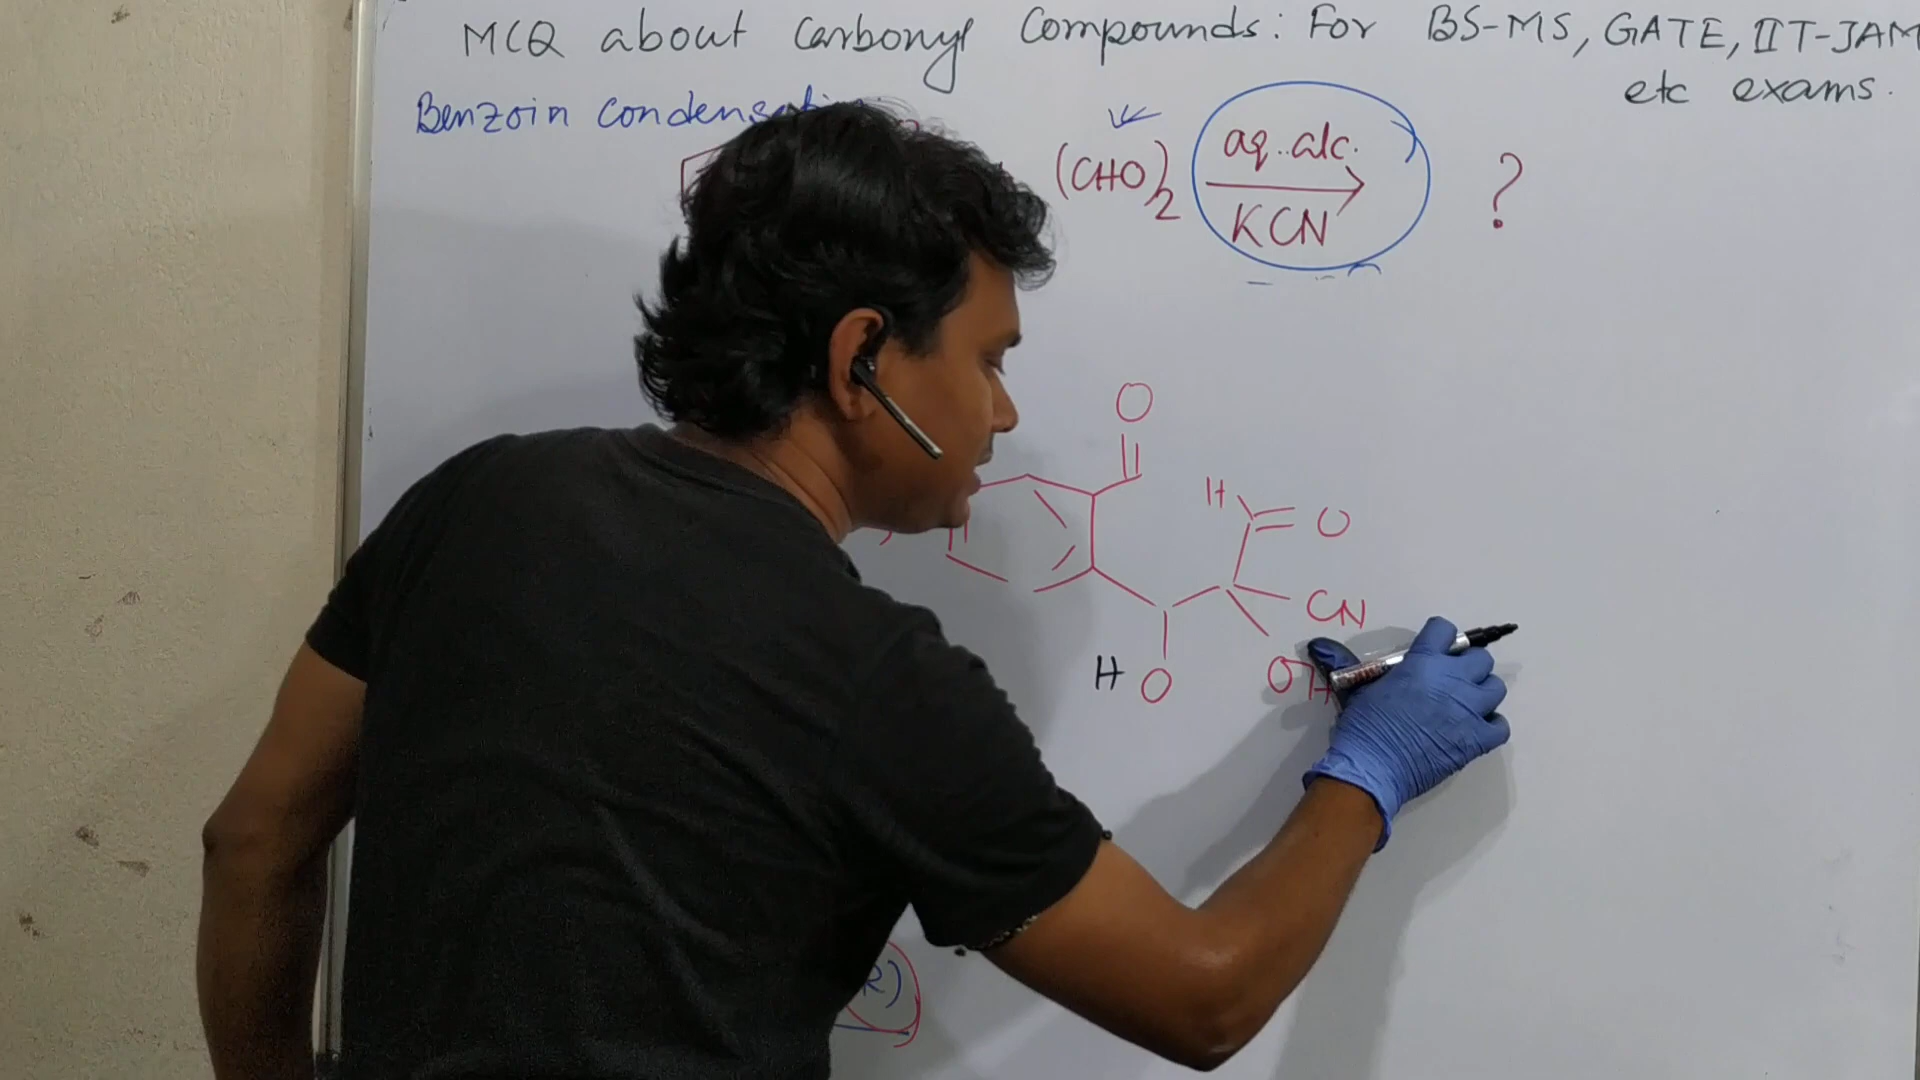 MCQ about Carbonyl Compounds: For BS-MS, GATE, IIT-JAM
etc exams.
Benzoin
(CHO)2 aq. alc. KCN ?
O
H O
CN
H O OH
R)